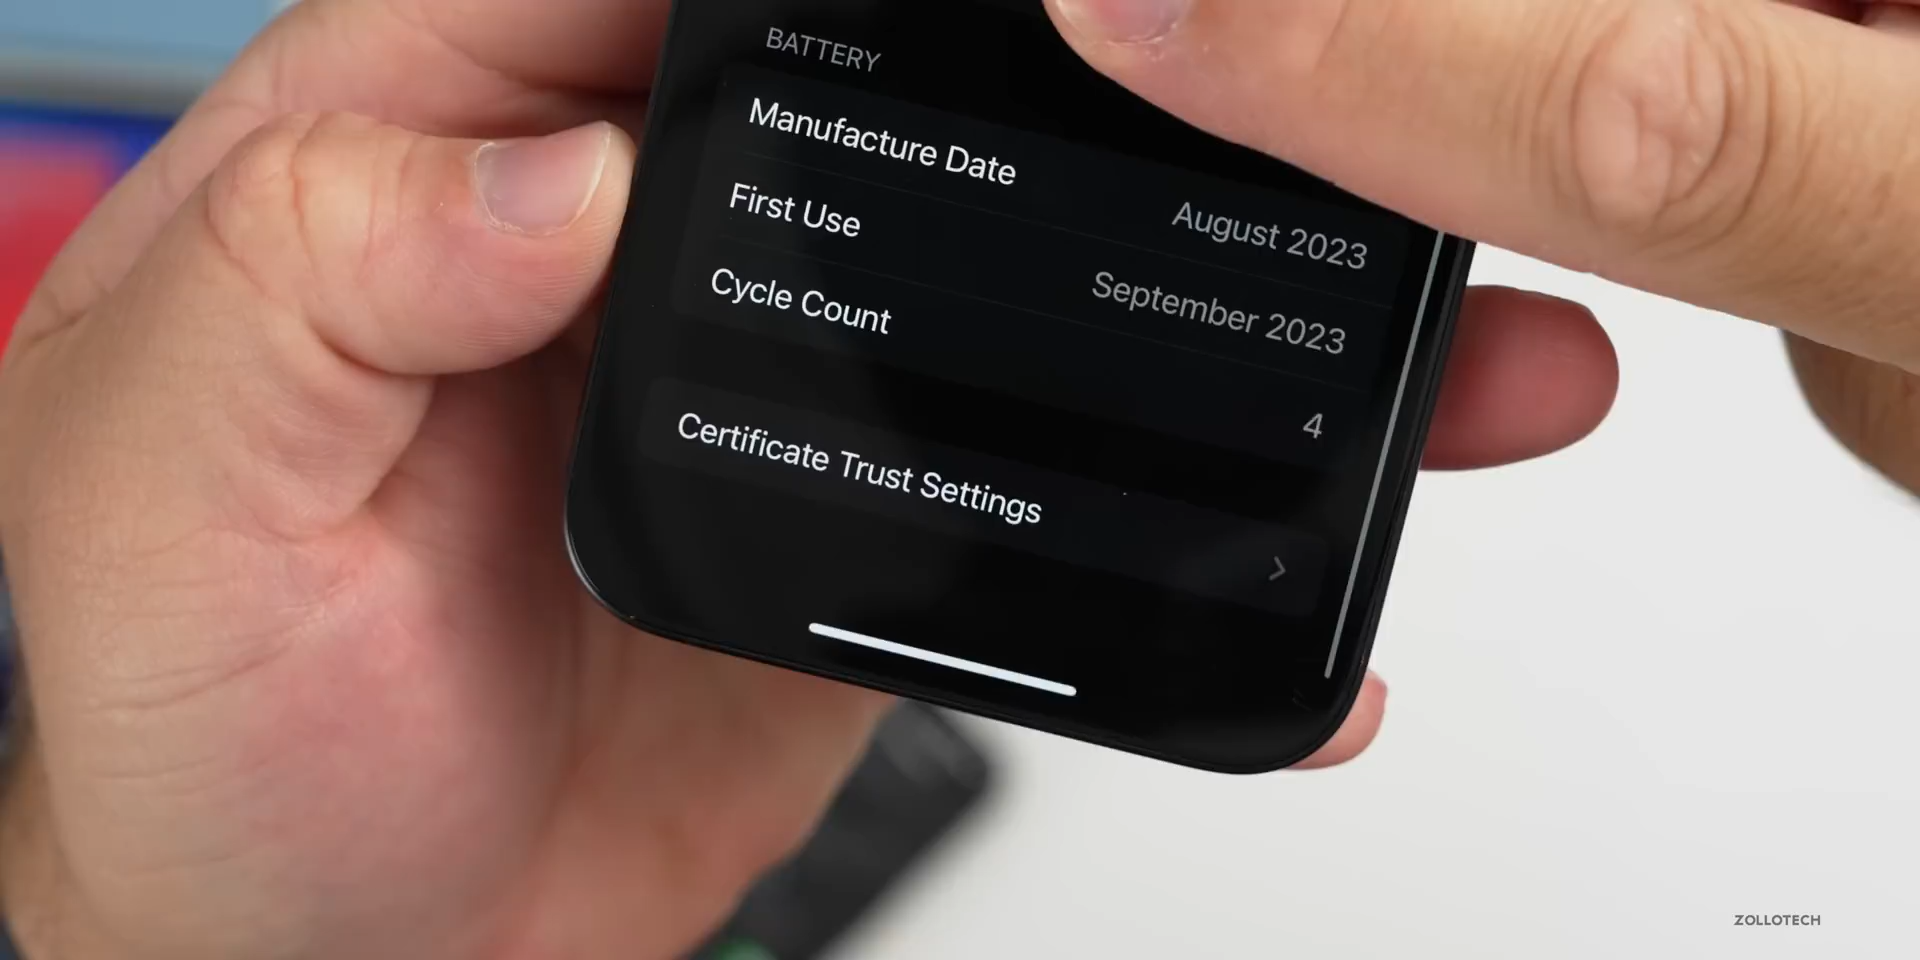 BATTERY
Manufacture Date
August 2023
First Use
September 2023
Cycle Count
4
Certificate Trust Settings
ZOLLOTECH